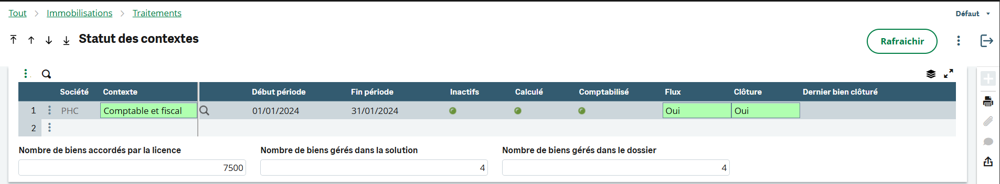 Tout > Immobilisations > Traitements
Défaut
Statut des contextes
Rafraichir
Société Contexte Début période Fin période Inactifs Calculé Comptabilisé Flux Clôture Dernier bien clôturé
1 PHC Comptable et fiscal 01/01/2024 31/01/2024 Oui Oui
2
Nombre de biens accordés par la licence Nombre de biens gérés dans la solution Nombre de biens gérés dans le dossier
7500 4 4